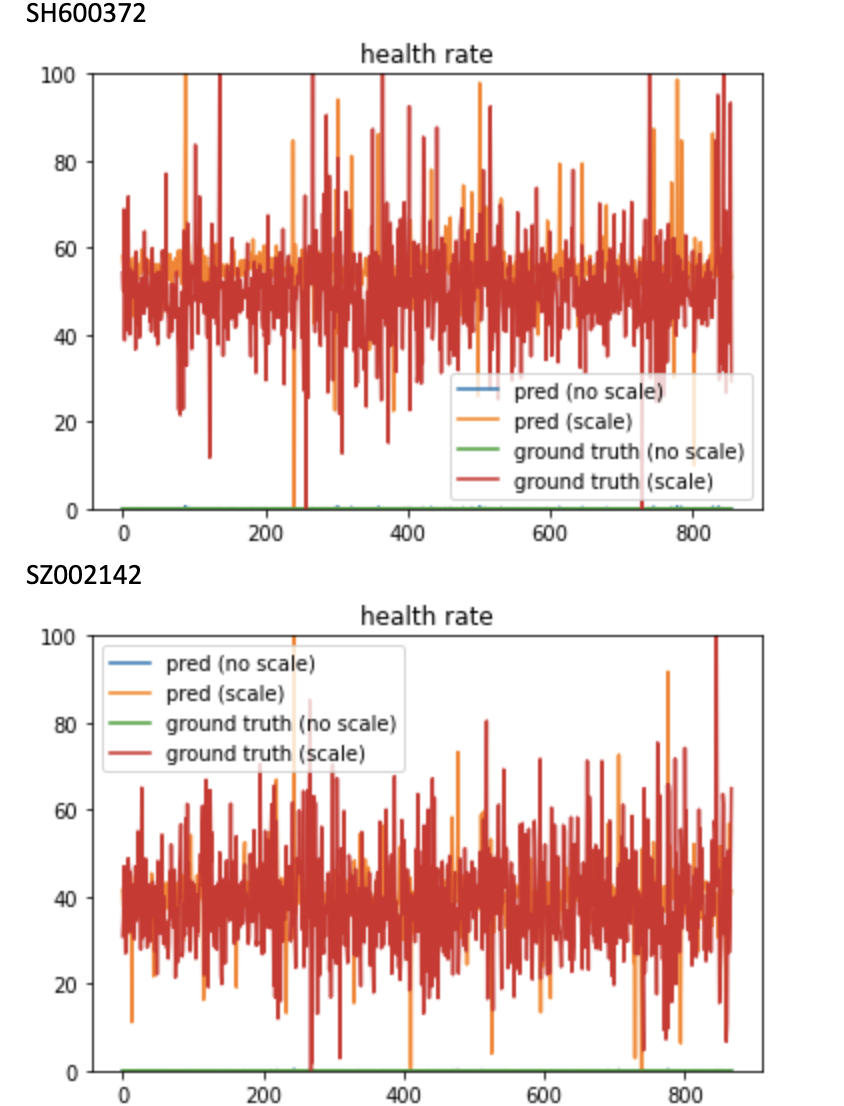 SH600372
health rate
100
80
60
40
20
0
pred (no scale)
pred (scale)
ground truth (no scale)
ground truth (scale)
0 200 400 600 800
SZ002142
health rate
100
80
60
40
20
0
pred (no scale)
pred (scale)
ground truth (no scale)
ground truth (scale)
0 200 400 600 800